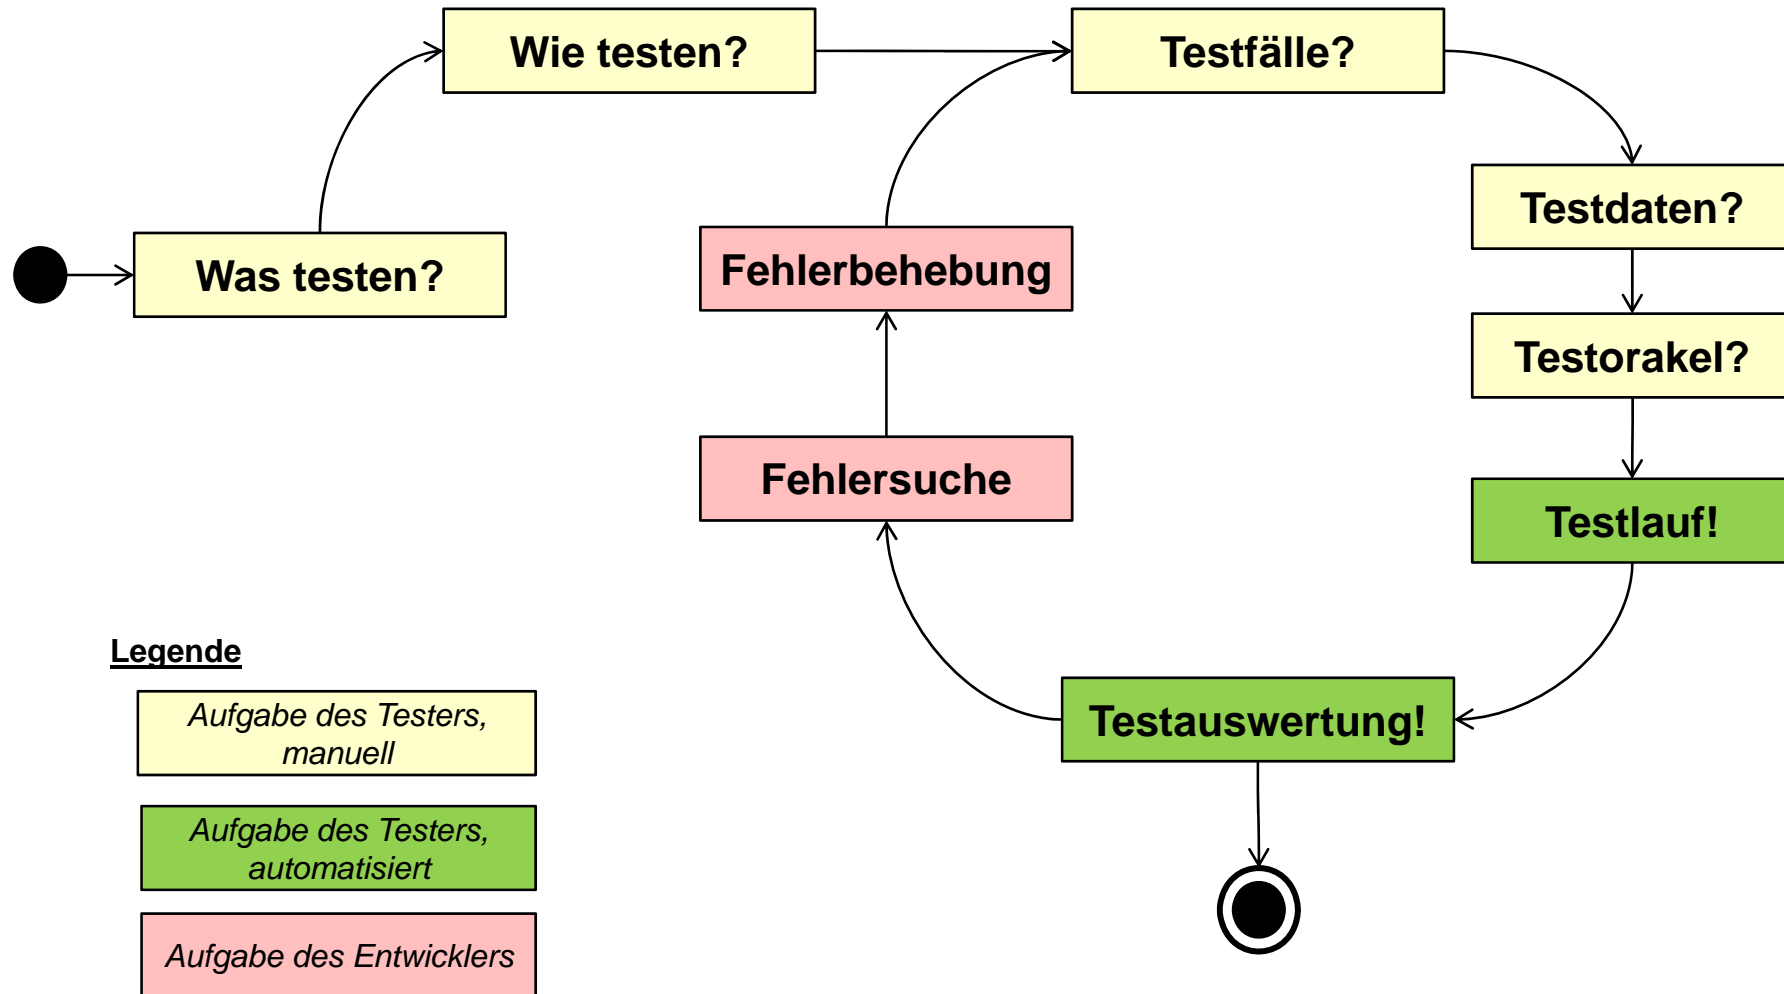 Wie testen?
Testfälle?
Testdaten?
Was testen?
Fehlerbehebung
Testorakel?
Fehlersuche
Testlauf!
Testauswertung!
Legende
Aufgabe des Testers,
manuell
Aufgabe des Testers,
automatisiert
Aufgabe des Entwicklers